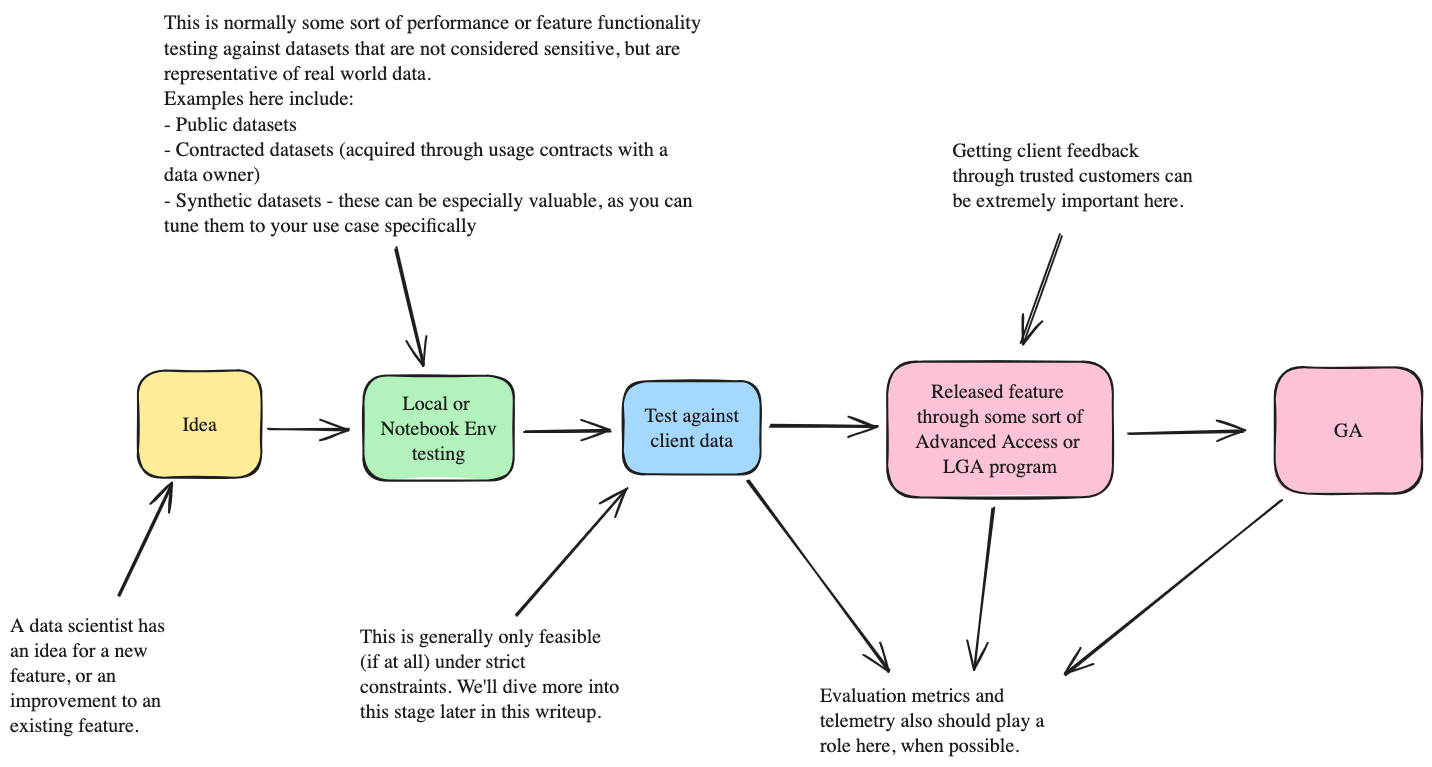 This is normally some sort of performance or feature functionality
testing against datasets that are not considered sensitive, but are
representative of real world data.
Examples here include:
- Public datasets
- Contracted datasets (acquired through usage contracts with a
data owner)
- Synthetic datasets - these can be especially valuable, as you can
tune them to your use case specifically
Getting client feedback
through trusted customers can
be extremely important here.
Idea
Local or
Notebook Env
testing
Test against
client data
Released feature
through some sort of
Advanced Access or
LGA program
GA
A data scientist has
an idea for a new
feature, or an
improvement to an
existing feature.
This is generally only feasible
(if at all) under strict
constraints. We'll dive more into
this stage later in this writeup.
Evaluation metrics and
telemetry also should play a
role here, when possible.